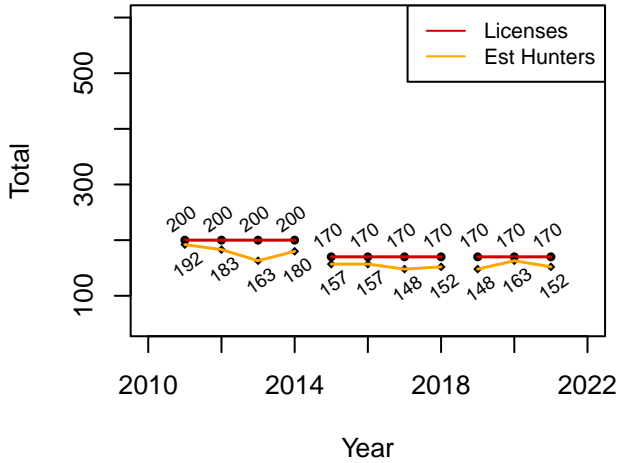 Licenses
Est Hunters
Total
500
300
100
200 200 200 200 170 170 170 170 170 170 170
192 183 163 180 157 157 148 152 148 163 152
2010 2014 2018 2022
Year